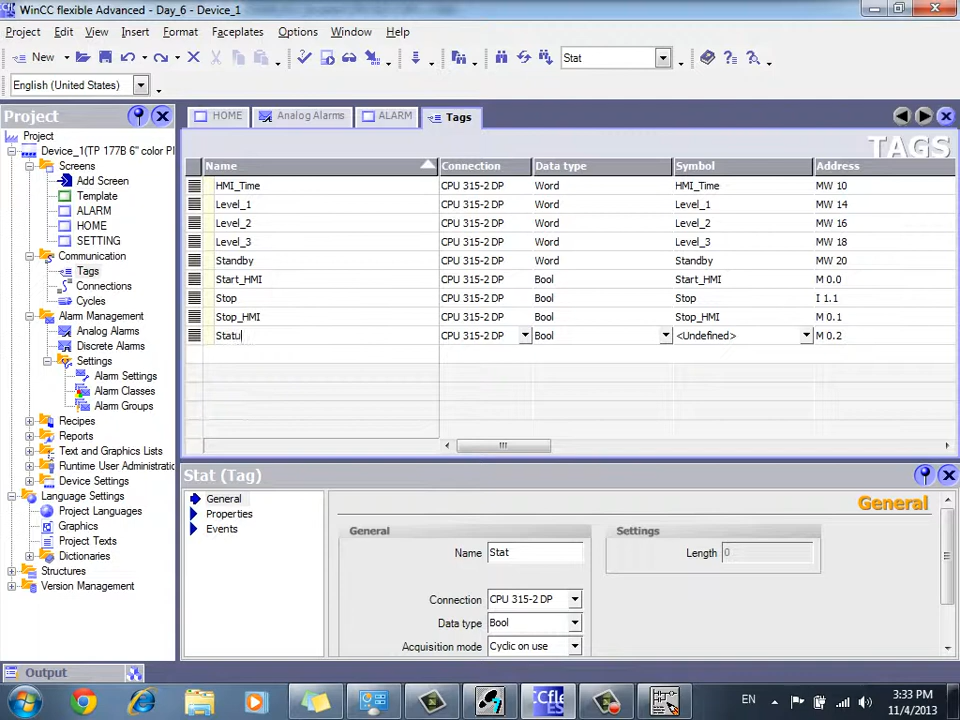 WinCC flexible Advanced - Day_6 - Device_1
Project Edit View Insert Format Faceplates Options Window Help
New Stat
English (United States)
Project
HOME Analog Alarms ALARM Tags
TAGS
Project
Device_1(TP 177B 6" color PI
Screens
Add Screen
Template
ALARM
HOME
SETTING
Communication
Tags
Connections
Cycles
Alarm Management
Analog Alarms
Discrete Alarms
Settings
Alarm Settings
Alarm Classes
Alarm Groups
Recipes
Reports
Text and Graphics Lists
Runtime User Administratio
Device Settings
Language Settings
Project Languages
Graphics
Project Texts
Dictionaries
Structures
Version Management
Name Connection Data type Symbol Address
HMI_Time CPU 315-2 DP Word HMI_Time MW 10
Level_1 CPU 315-2 DP Word Level_1 MW 14
Level_2 CPU 315-2 DP Word Level_2 MW 16
Level_3 CPU 315-2 DP Word Level_3 MW 18
Standby CPU 315-2 DP Word Standby MW 20
Start_HMI CPU 315-2 DP Bool Start_HMI M 0.0
Stop CPU 315-2 DP Bool Stop I 1.1
Stop_HMI CPU 315-2 DP Bool Stop_HMI M 0.1
Statu CPU 315-2 DP Bool <Undefined> M 0.2
Stat (Tag)
General
Properties
Events
General
General
Name Stat
Connection CPU 315-2 DP
Data type Bool
Acquisition mode Cyclic on use
Settings
Length 0
Output
EN
3:33 PM
11/4/2013